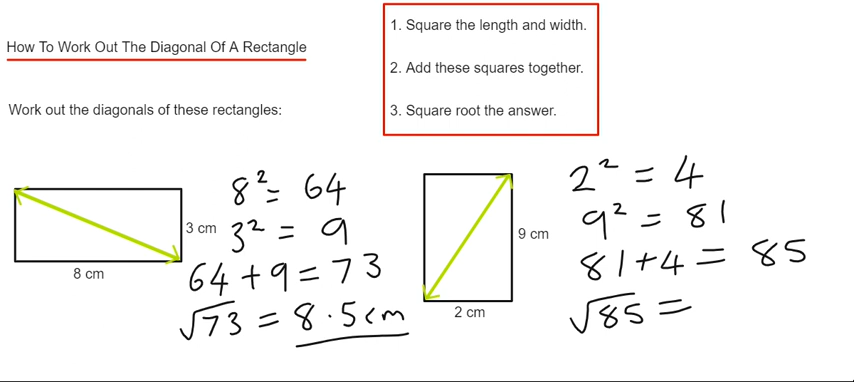 How To Work Out The Diagonal Of A Rectangle
1. Square the length and width.
2. Add these squares together.
3. Square root the answer.
Work out the diagonals of these rectangles:
3 cm
8 cm
8² = 64
3² = 9
64 + 9 = 73
√73 = 8.5cm
9 cm
2 cm
2² = 4
9² = 81
81 + 4 = 85
√85 =